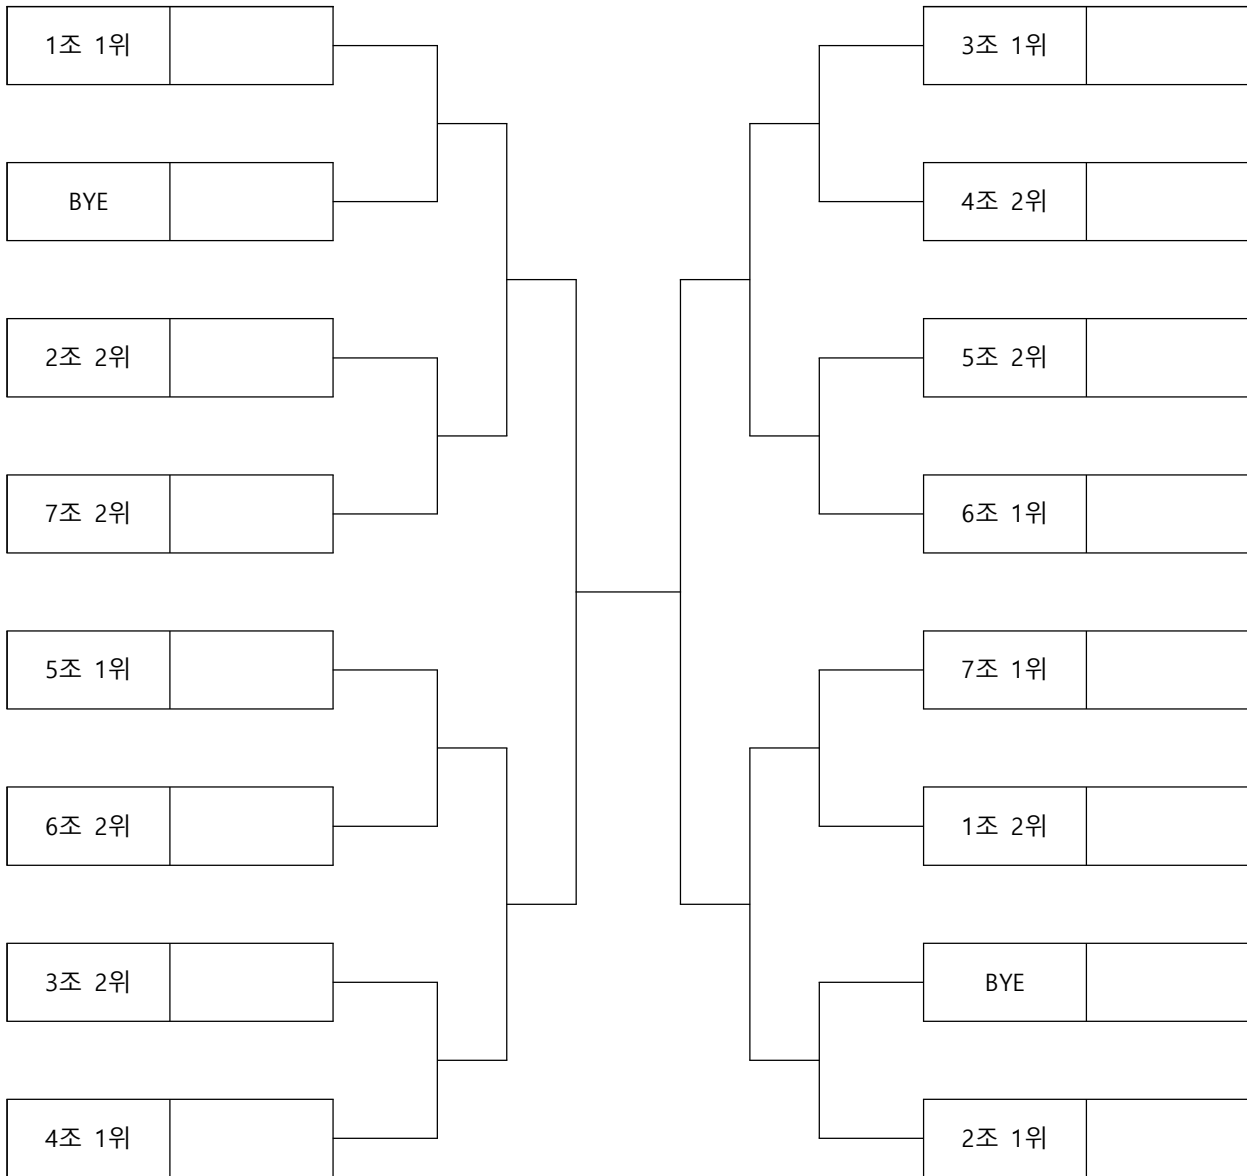 1조 1위
BYE
2조 2위
7조 2위
5조 1위
6조 2위
3조 2위
4조 1위
3조 1위
4조 2위
5조 2위
6조 1위
7조 1위
1조 2위
BYE
2조 1위